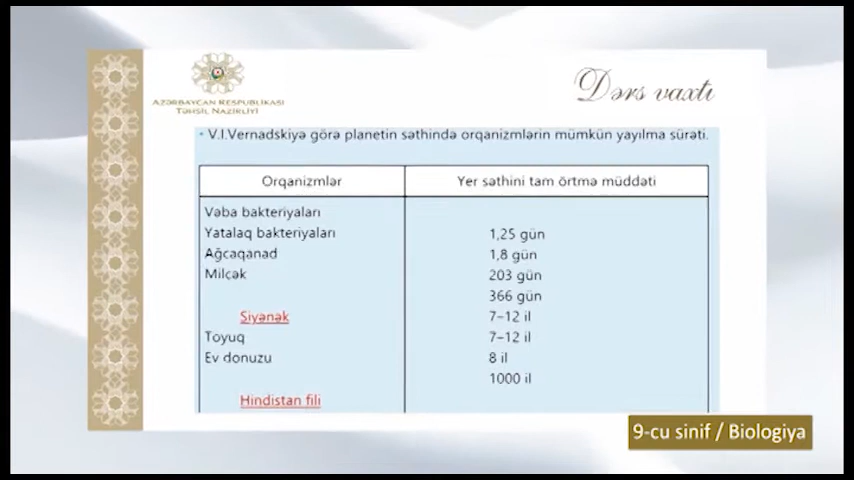 AZƏRBAYCAN RESPUBLİKASI
TƏHSİL NAZİRLİYİ
Dərs vaxtı
• V.I.Vernadskiyə görə planetin səthində orqanizmlərin mümkün yayılma sürəti.
Orqanizmlər Yer səthini tam örtmə müddəti
Vəba bakteriyaları
Yatalaq bakteriyaları 1,25 gün
Ağcaqanad 1,8 gün
Milçək 203 gün
366 gün
Siyənək 7–12 il
Toyuq 7–12 il
Ev donuzu 8 il
1000 il
Hindistan fili
9-cu sinif / Biologiya